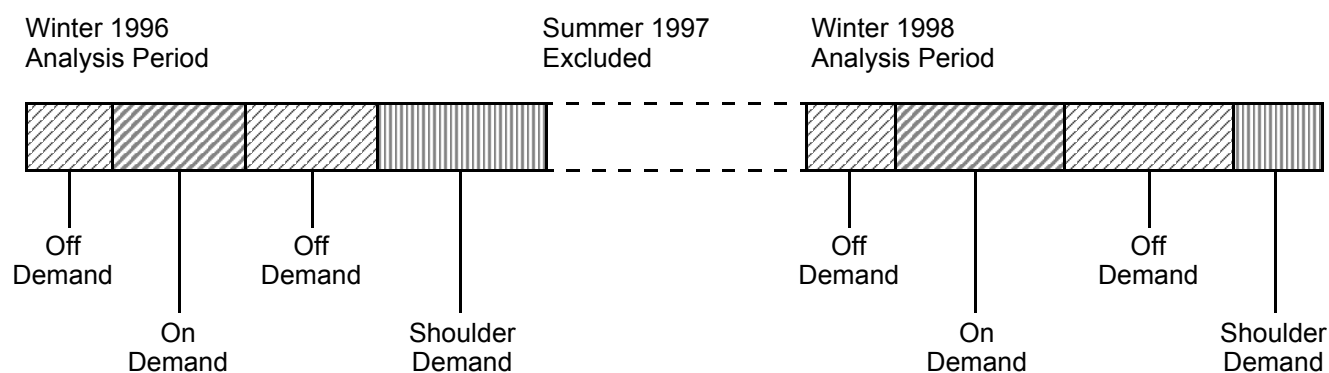 Winter 1996
Analysis Period
Summer 1997
Excluded
Winter 1998
Analysis Period
Off
Demand
On
Demand
Off
Demand
Shoulder
Demand
Off
Demand
On
Demand
Off
Demand
Shoulder
Demand